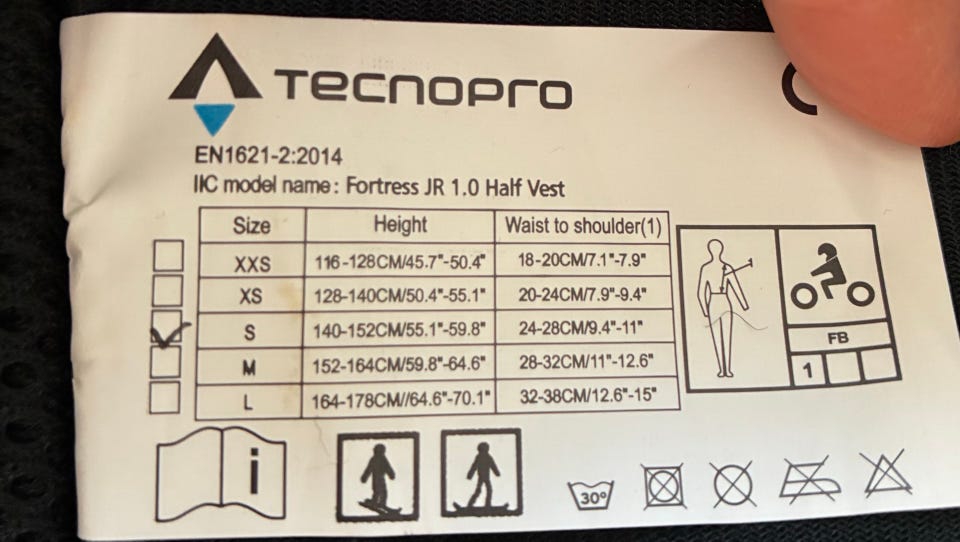 TECNOPRO
EN1621-2:2014
IIC model name: Fortress JR 1.0 Half Vest
Size Height Waist to shoulder(1)
XXS 116-128CM/45.7"-50.4" 18-20CM/7.1"-7.9"
XS 128-140CM/50.4"-55.1" 20-24CM/7.9"-9.4"
S 140-152CM/55.1"-59.8" 24-28CM/9.4"-11"
M 152-164CM/59.8"-64.6" 28-32CM/11"-12.6"
L 164-178CM//64.6"-70.1" 32-38CM/12.6"-15"
FB
1
i
30°